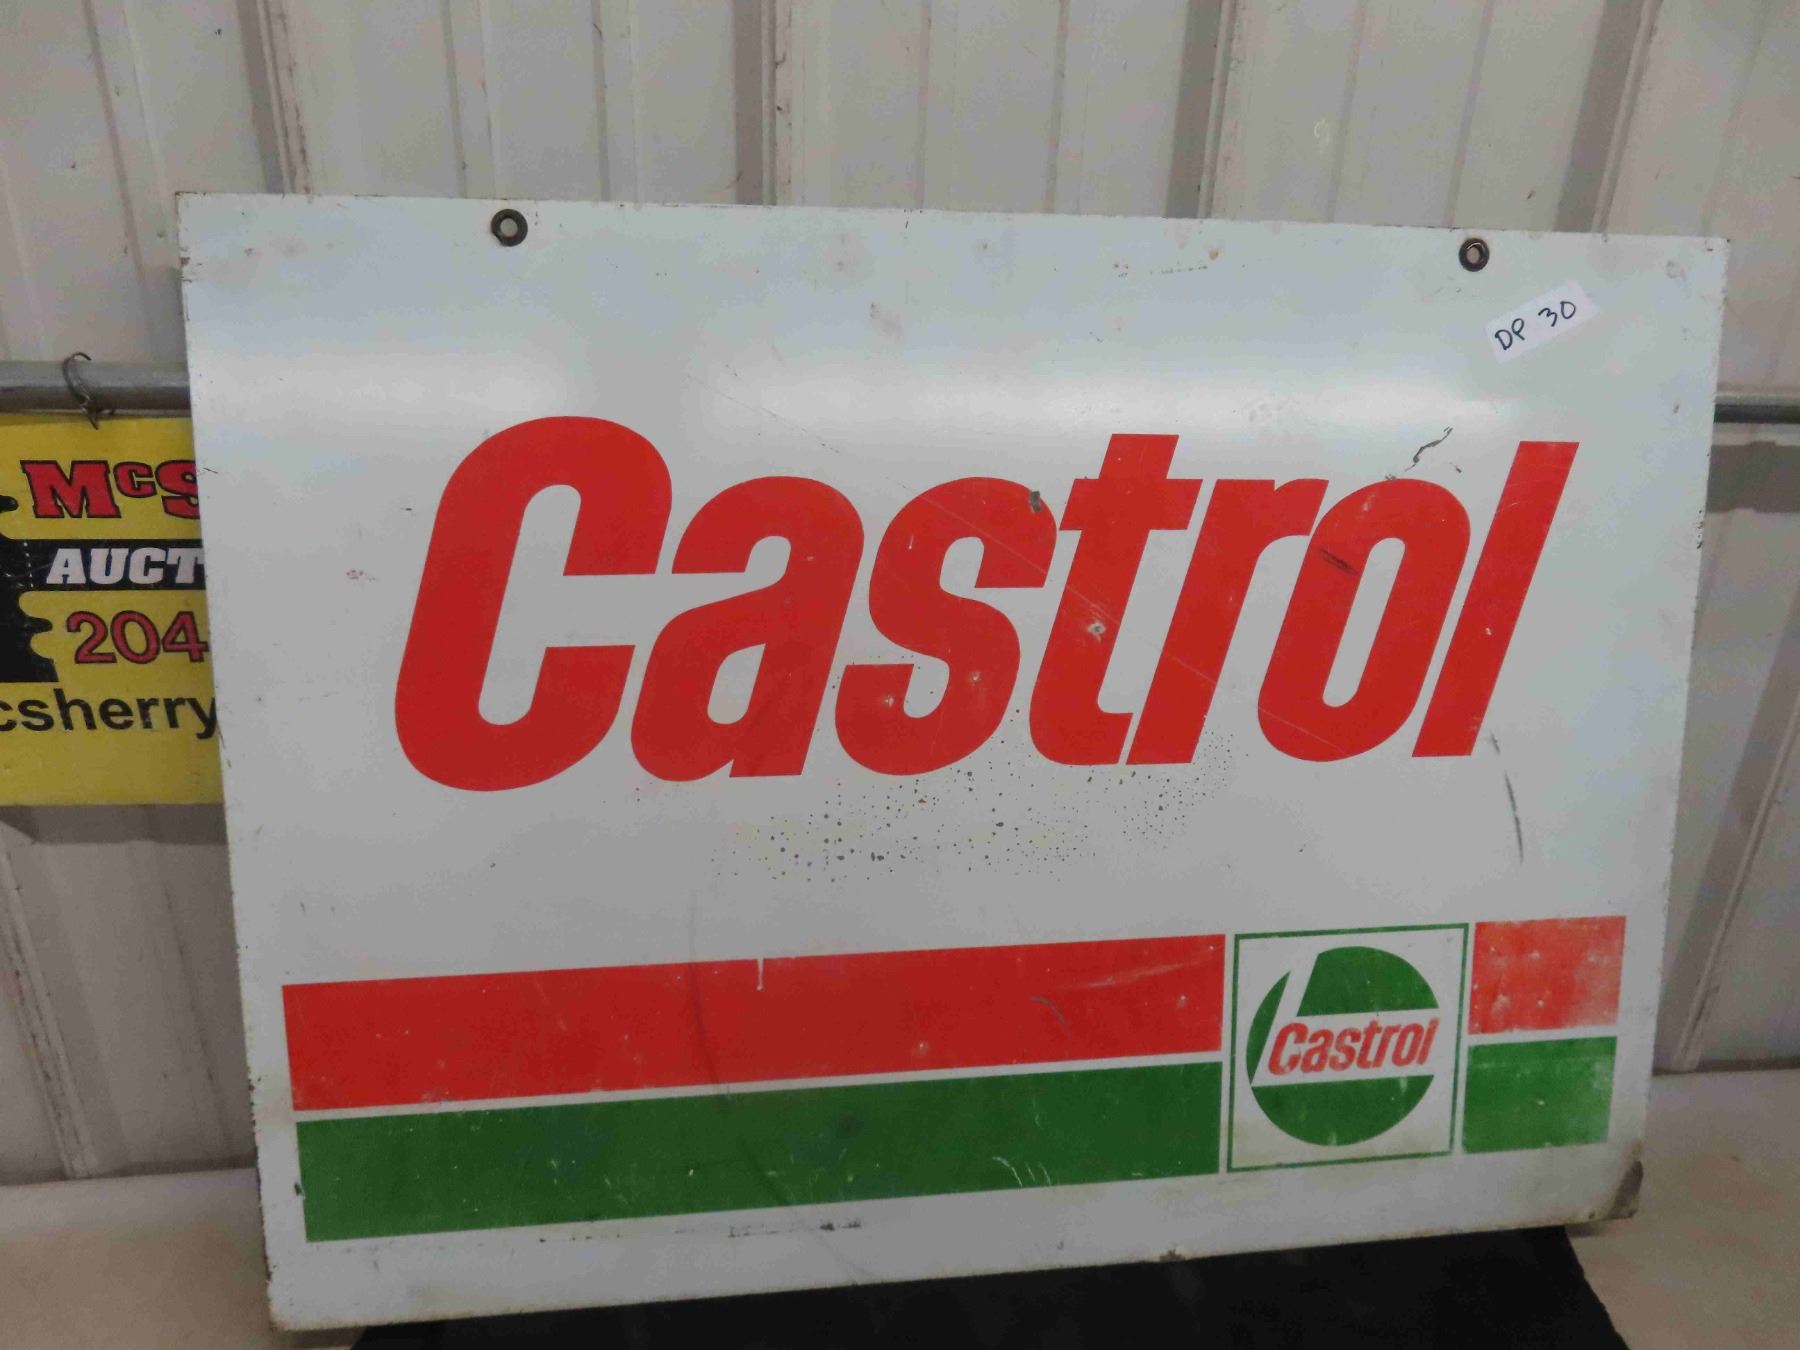 DP 30
Castrol
Castrol
McS
AUCT
204
csherry